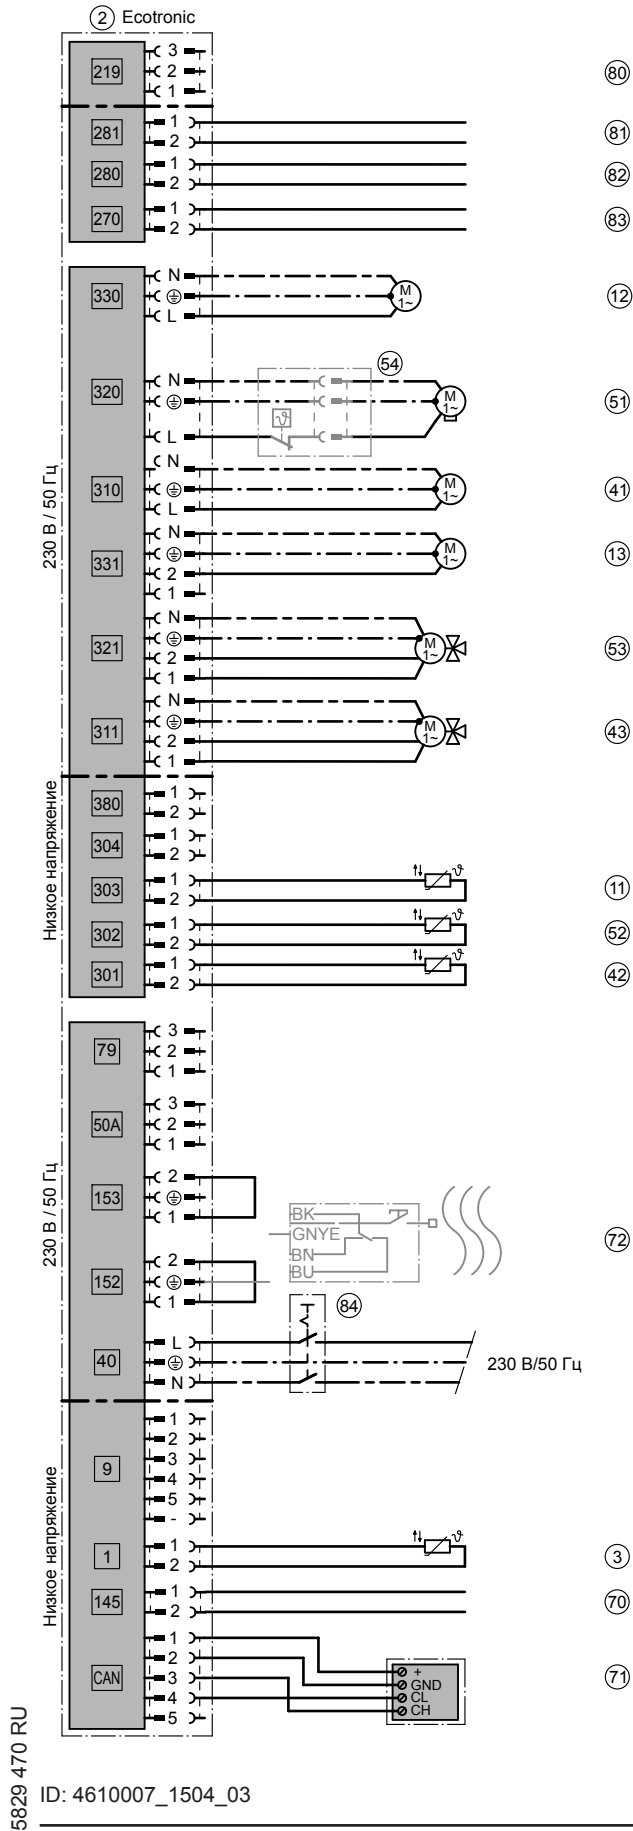 2 Ecotronic
219 3 80
2
1
281 1 81
2
280 1 82
2
270 1 83
2
230 В / 50 Гц
330 N M 1~ 12
L
54
320 N M 1~ 51
ϑ
L
310 N M 1~ 41
L
331 N M 1~ 13
2
1
321 N M 1~ 53
2
1
311 N M 1~ 43
2
1
Низкое напряжение
380 1
2
304 1
2
303 1 ϑ 11
2
302 1 ϑ 52
2
301 1 ϑ 42
2
230 В / 50 Гц
79 3
2
1
50A 3
2
1
153 2
1
BK
GNYE 72
BN
BU
152 2
1
84
40 L
230 В/50 Гц
N
Низкое напряжение
9 1
2
3
4
5
-
1 1 ϑ 3
2
145 1 70
2
CAN 1
2
3 + 71
4 GND
5 CL
CH
5829 470 RU
ID: 4610007_1504_03